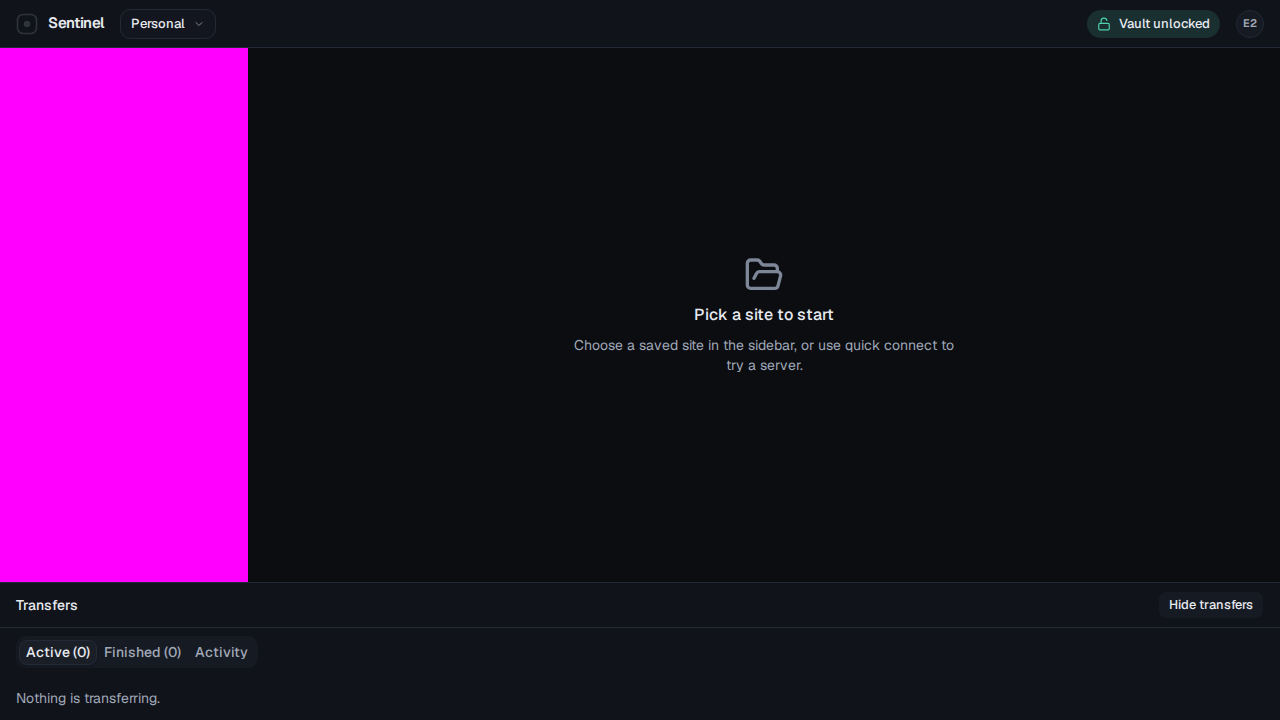 Sentinel
Personal
Vault unlocked
E2
Pick a site to start
Choose a saved site in the sidebar, or use quick connect to
try a server.
Transfers
Hide transfers
Active (0)
Finished (0)
Activity
Nothing is transferring.